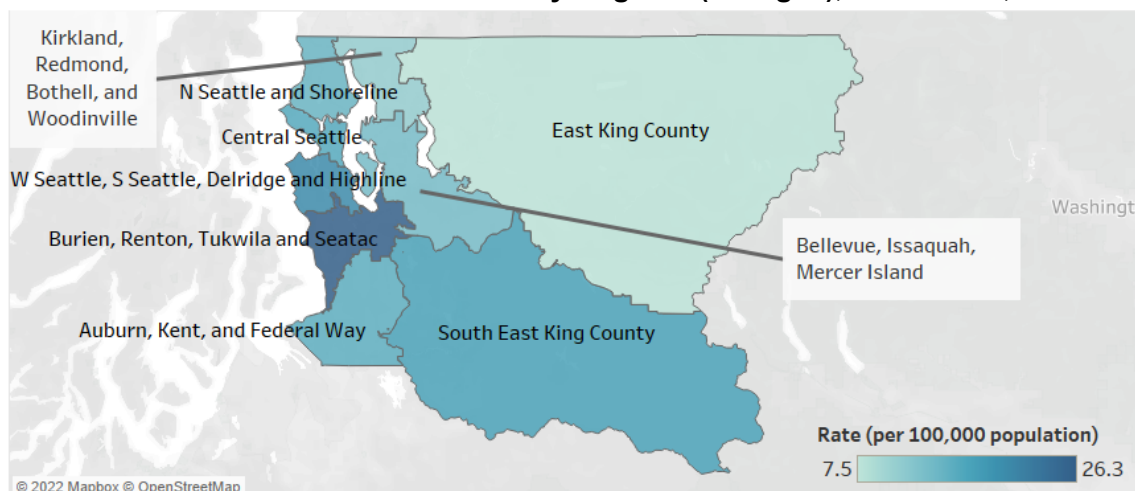 Kirkland,
Redmond,
Bothell, and
Woodinville
N Seattle and Shoreline
Central Seattle
East King County
W Seattle, S Seattle, Delridge and Highline
Washingt
Burien, Renton, Tukwila and Seatac
Bellevue, Issaquah,
Mercer Island
Auburn, Kent, and Federal Way
South East King County
Rate (per 100,000 population)
7.5 26.3
© 2022 Mapbox © OpenStreetMap